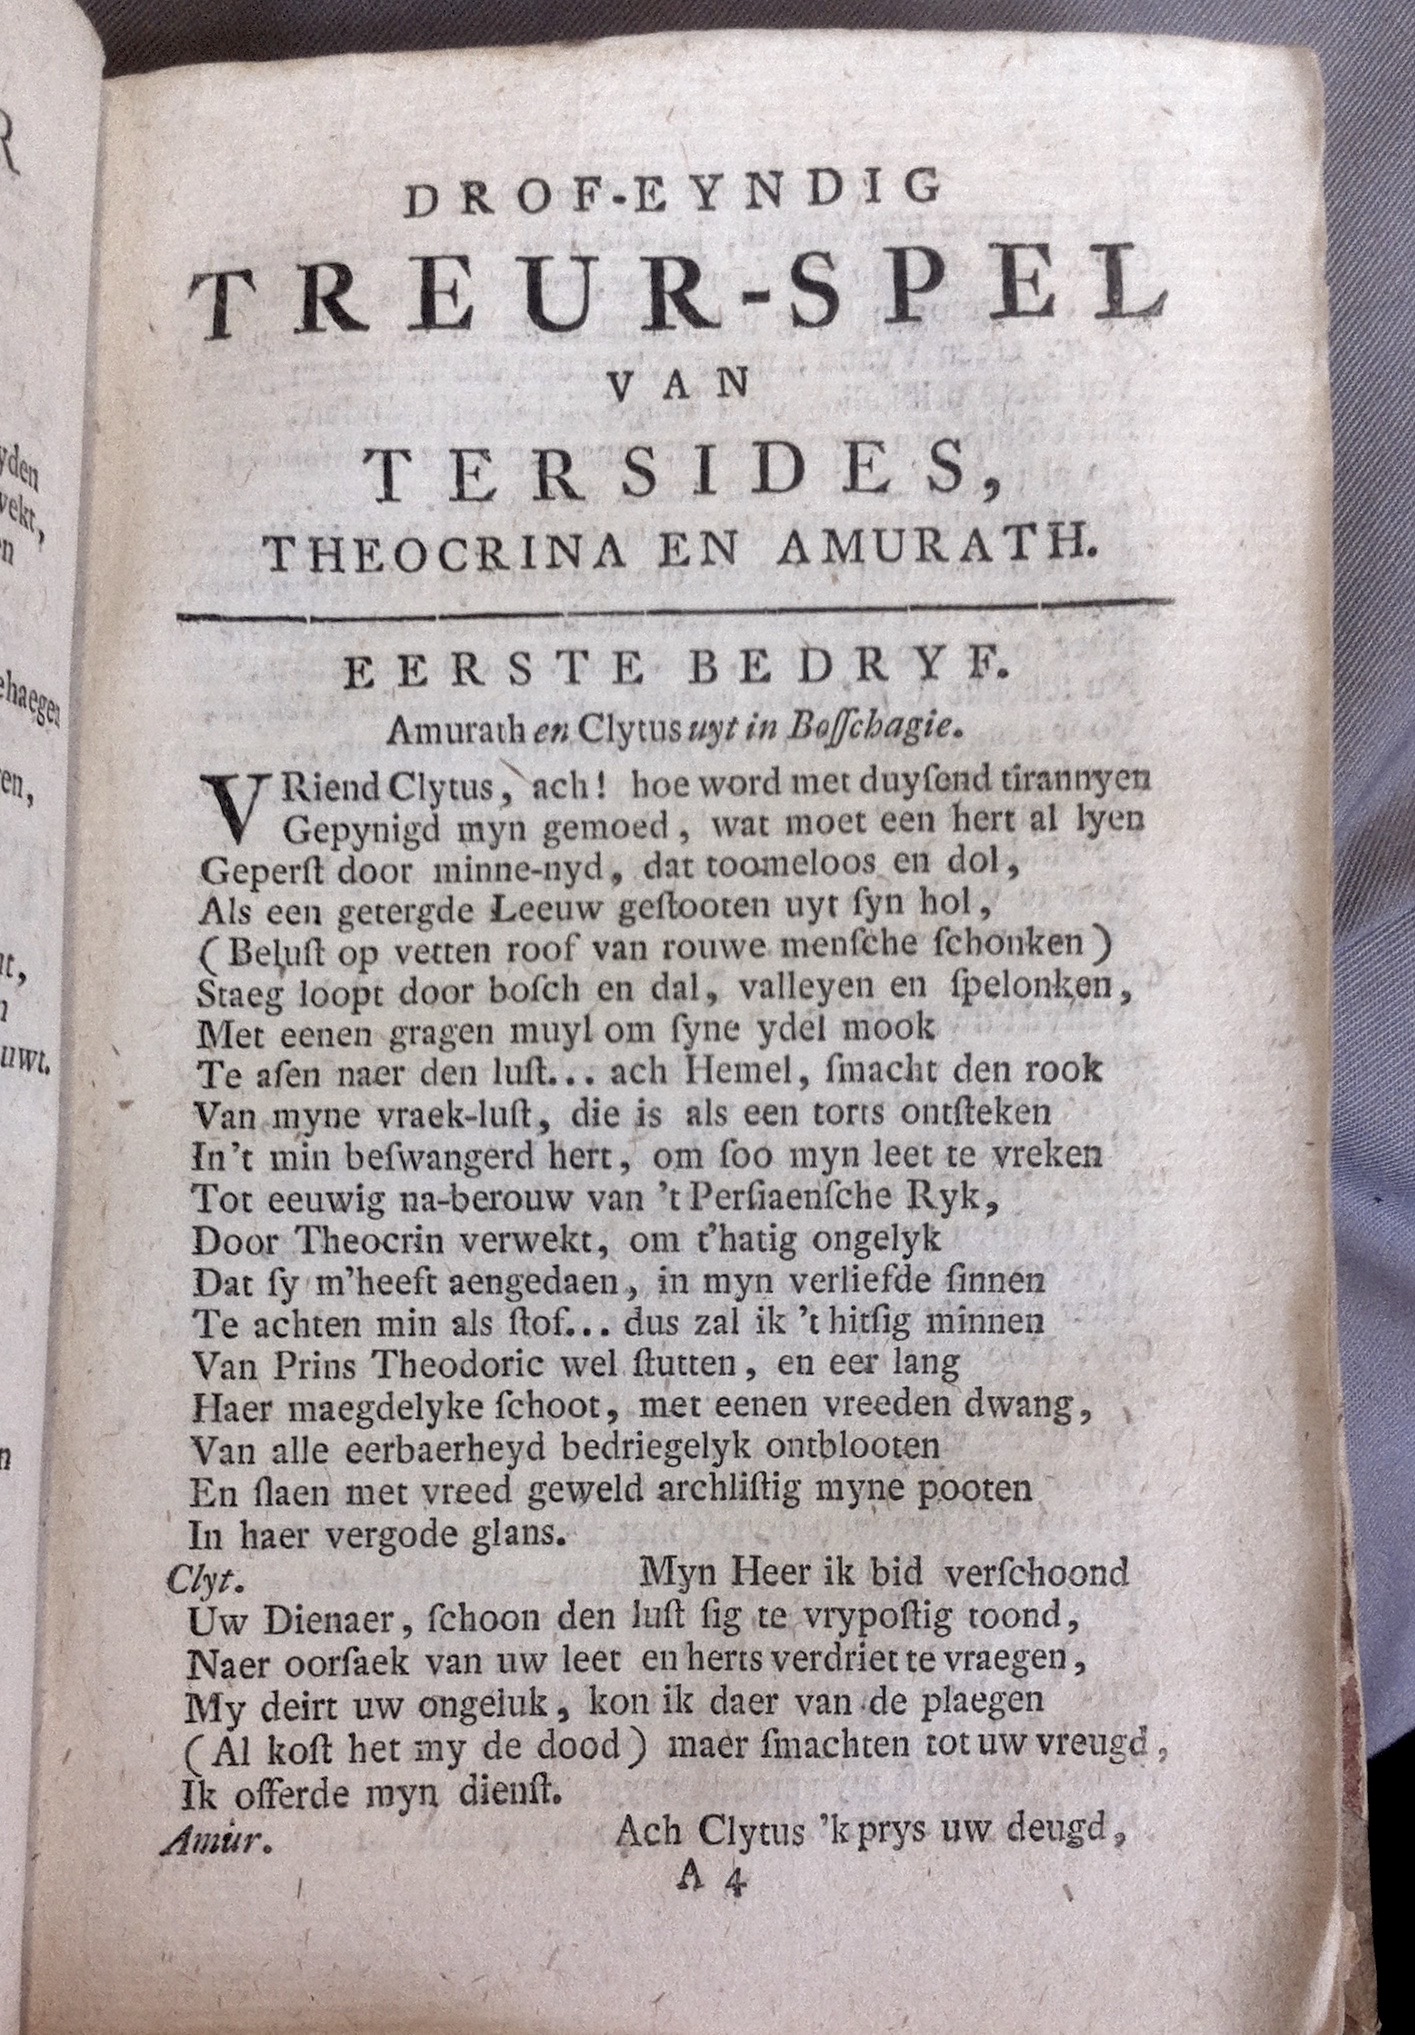 DROF-EYNDIG
TREUR-SPEL
VAN
TERSIDES,
THEOCRINA EN AMURATH.
EERSTE BEDRYF.
Amurath en Clytus uyt in Boſſchagie.
VRiend Clytus, ach! hoe word met duyſend tirannyen
Gepynigd myn gemoed, wat moet een hert al lyen
Geperſt door minne-nyd, dat toomeloos en dol,
Als een getergde Leeuw geſtooten uyt ſyn hol,
(Beluſt op vetten roof van rouwe menſche ſchonken)
Staeg loopt door boſch en dal, valleyen en ſpelonken,
Met eenen gragen muyl om ſyne ydel mook
Te aſen naer den luſt... ach Hemel, ſmacht den rook
Van myne vraek-luſt, die is als een torts ontſteken
In't min beſwangerd hert, om ſoo myn leet te vreken
Tot eeuwig na-berouw van 't Perſiaenſche Ryk,
Door Theocrin verwekt, om t'hatig ongelyk
Dat ſy m'heeft aengedaen, in myn verliefde ſinnen
Te achten min als ſtof... dus zal ik 't hitſig minnen
Van Prins Theodoric wel ſtutten, en eer lang
Haer maegdelyke ſchoot, met eenen vreeden dwang,
Van alle eerbaerheyd bedriegelyk ontblooten
En ſlaen met vreed geweld archliſtig myne pooten
In haer vergode glans.
Clyt. Myn Heer ik bid verſchoond
Uw Dienaer, ſchoon den luſt ſig te vrypoſtig toond,
Naer oorſaek van uw leet en herts verdriet te vraegen,
My deirt uw ongeluk, kon ik daer van de plaegen
(Al koſt het my de dood) maer ſmachten tot uw vreugd,
Ik offerde myn dienſt.
Amur. Ach Clytus 'k prys uw deugd,
A 4
R
yden
wekt,
en
ehaegen
en,
nt,
n
uwt.
n